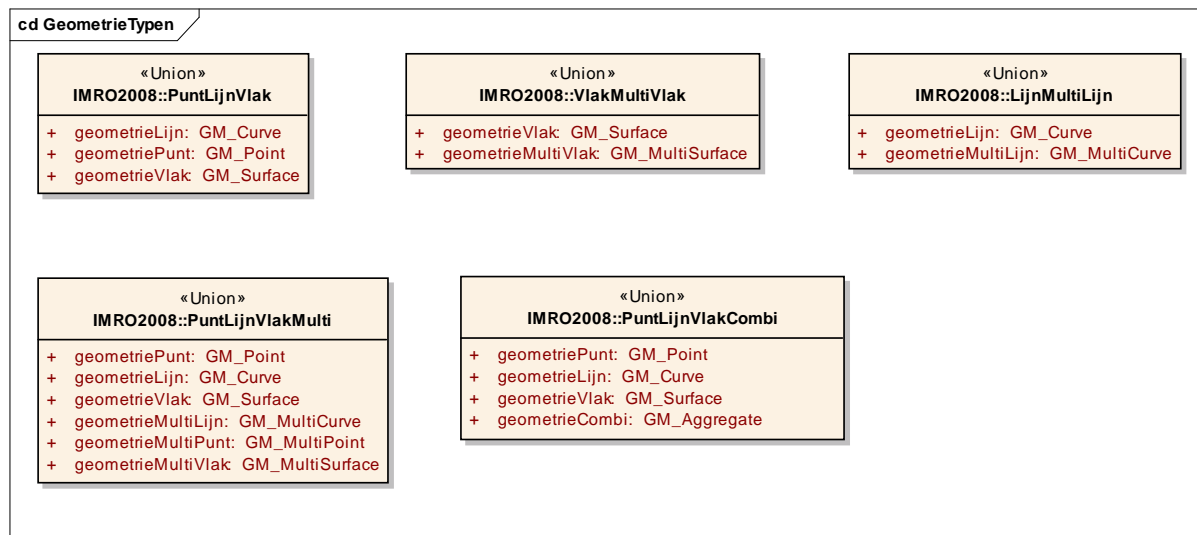 cd GeometrieTypen
«Union»
IMRO2008::PuntLijnVlak
+ geometrieLijn: GM_Curve
+ geometriePunt: GM_Point
+ geometrieVlak: GM_Surface
«Union»
IMRO2008::VlakMultiVlak
+ geometrieVlak: GM_Surface
+ geometrieMultiVlak: GM_MultiSurface
«Union»
IMRO2008::LijnMultiLijn
+ geometrieLijn: GM_Curve
+ geometrieMultiLijn: GM_MultiCurve
«Union»
IMRO2008::PuntLijnVlakMulti
+ geometriePunt: GM_Point
+ geometrieLijn: GM_Curve
+ geometrieVlak: GM_Surface
+ geometrieMultiLijn: GM_MultiCurve
+ geometrieMultiPunt: GM_MultiPoint
+ geometrieMultiVlak: GM_MultiSurface
«Union»
IMRO2008::PuntLijnVlakCombi
+ geometriePunt: GM_Point
+ geometrieLijn: GM_Curve
+ geometrieVlak: GM_Surface
+ geometrieCombi: GM_Aggregate